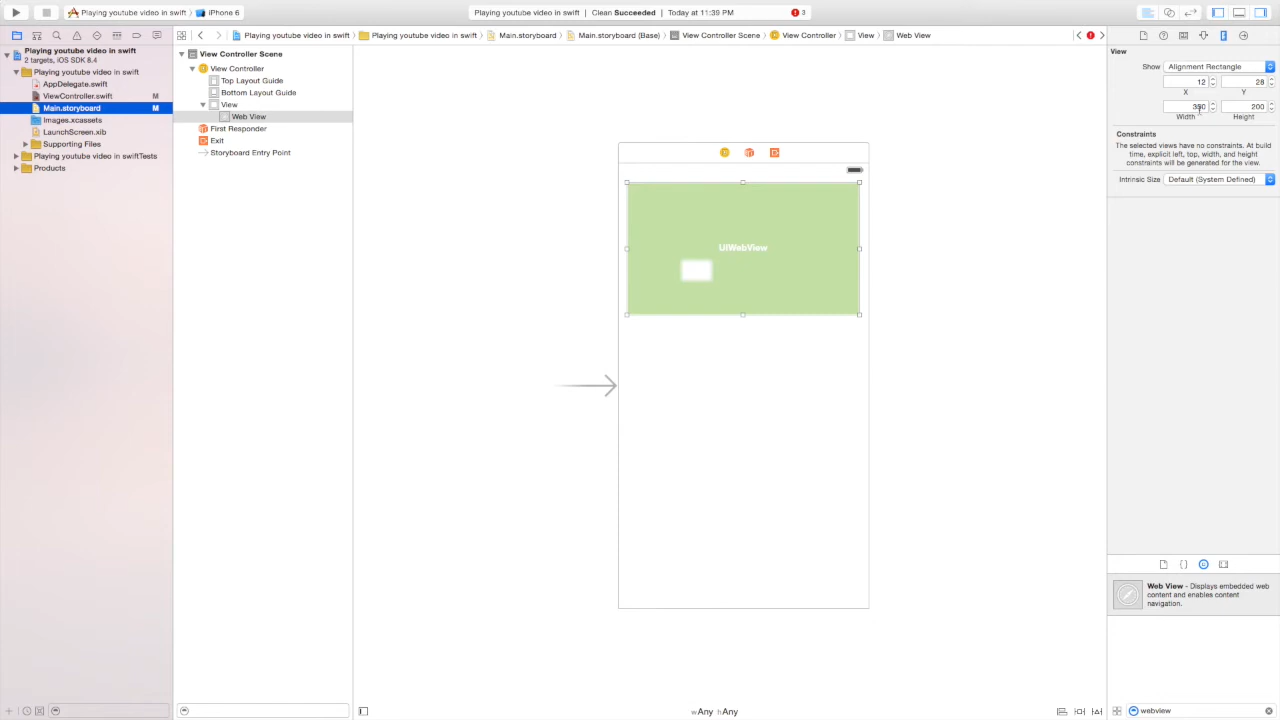 Playing youtube video in swift
iPhone 6
Playing youtube video in swift
Clean Succeeded
Today at 11:39 PM
3
Playing youtube video in swift
Playing youtube video in swift
Main.storyboard
Main.storyboard (Base)
View Controller Scene
View Controller
View
Web View
Playing youtube video in swift
2 targets, iOS SDK 8.4
Playing youtube video in swift
AppDelegate.swift
ViewController.swift M
Main.storyboard M
Images.xcassets
LaunchScreen.xib
Supporting Files
Playing youtube video in swiftTests
Products
View Controller Scene
View Controller
Top Layout Guide
Bottom Layout Guide
View
Web View
First Responder
Exit
Storyboard Entry Point
UIWebView
wAny hAny
View
Show Alignment Rectangle
12 28
X Y
350 200
Width Height
Constraints
The selected views have no constraints. At build
time, explicit left, top, width, and height
constraints will be generated for the view.
Intrinsic Size Default (System Defined)
{ }
Web View - Displays embedded web
content and enables content
navigation.
webview